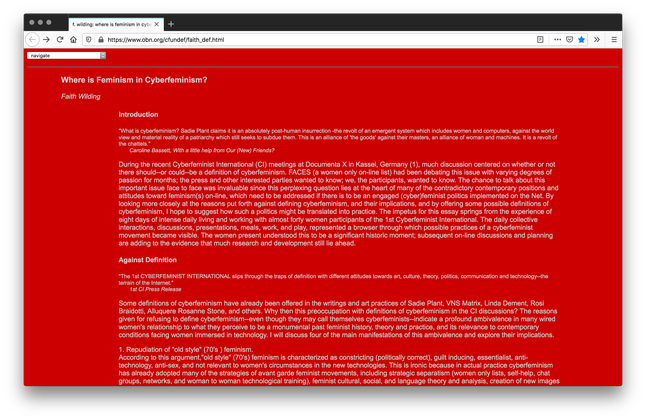 f. wilding: where is feminism in cybe
https://www.obn.org/cfundef/faith_def.html
navigate
Where is Feminism in Cyberfeminism?
Faith Wilding
Introduction
"What is cyberfeminism? Sadie Plant claims it is an absolutely post-human insurrection -the revolt of an emergent system which includes women and computers, against the world
view and material reality of a patriarchy which still seeks to subdue them. This is an alliance of 'the goods' against their masters, an alliance of woman and machines. It is a revolt of
the chattels."
Caroline Bassett, With a little help from Our (New) Friends?
During the recent Cyberfeminist International (CI) meetings at Documenta X in Kassel, Germany (1), much discussion centered on whether or not
there should--or could--be a definition of cyberfeminism. FACES (a women only on-line list) had been debating this issue with varying degrees of
passion for months; the press and other interested parties wanted to know; we, the participants, wanted to know. The chance to talk about this
important issue face to face was invaluable since this perplexing question lies at the heart of many of the contradictory contemporary positions and
attitudes toward feminism(s) on-line, which need to be addressed if there is to be an engaged (cyber)feminist politics implemented on the Net. By
looking more closely at the reasons put forth against defining cyberfeminism, and their implications, and by offering some possible definitions of
cyberfeminism, I hope to suggest how such a politics might be translated into practice. The impetus for this essay springs from the experience of
eight days of intense daily living and working with almost forty women participants of the 1st Cyberfeminist International. The daily collective
interactions, discussions, presentations, meals, work, and play, represented a browser through which possible practices of a cyberfeminist
movement became visible. The women present understood this to be a significant historic moment; subsequent on-line discussions and planning
are adding to the evidence that much research and development still lie ahead.
Against Definition
"The 1st CYBERFEMINIST INTERNATIONAL slips through the traps of definition with different attitudes towards art, culture, theory, politics, communication and technology--the
terrain of the Internet."
1st CI Press Release
Some definitions of cyberfeminism have already been offered in the writings and art practices of Sadie Plant, VNS Matrix, Linda Dement, Rosi
Braidotti, Alluquere Rosanne Stone, and others. Why then this preoccupation with definitions of cyberfeminism in the CI discussions? The reasons
given for refusing to define cyberfeminism--even though they may call themselves cyberfeminists--indicate a profound ambivalence in many wired
women's relationship to what they perceive to be a monumental past feminist history, theory and practice, and its relevance to contemporary
conditions facing women immersed in technology. I will discuss four of the main manifestations of this ambivalence and explore their implications.
1. Repudiation of "old style" (70's ) feminism.
According to this argument,"old style" (70's) feminism is characterized as constricting (politically correct), guilt inducing, essentialist, anti-
technology, anti-sex, and not relevant to women's circumstances in the new technologies. This is ironic because in actual practice cyberfeminism
has already adopted many of the strategies of avant garde feminist movements, including strategic separatism (women only lists, self-help, chat
groups, networks, and woman to woman technological training), feminist cultural, social, and language theory and analysis, creation of new images